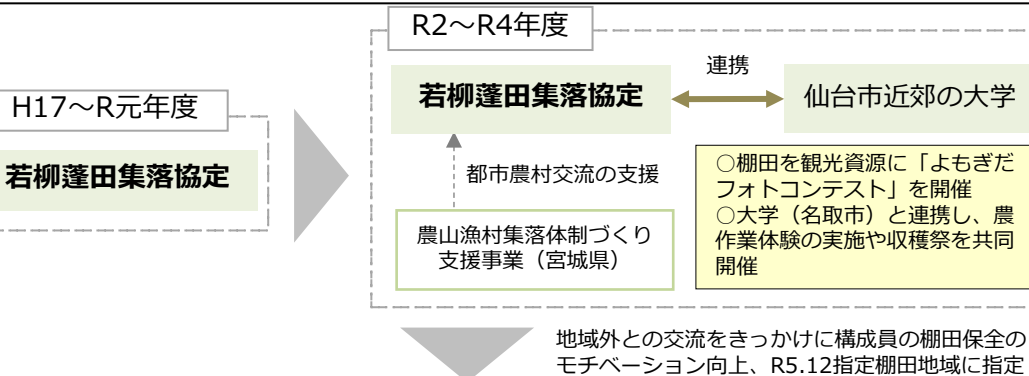 H17～R元年度
若柳蓬田集落協定
R2～R4年度
若柳蓬田集落協定
連携
仙台市近郊の大学
都市農村交流の支援
農山漁村集落体制づくり
支援事業（宮城県）
○棚田を観光資源に「よもぎだ
フォトコンテスト」を開催
○大学（名取市）と連携し、農
作業体験の実施や収穫祭を共同
開催
地域外との交流をきっかけに構成員の棚田保全の
モチベーション向上、R5.12指定棚田地域に指定